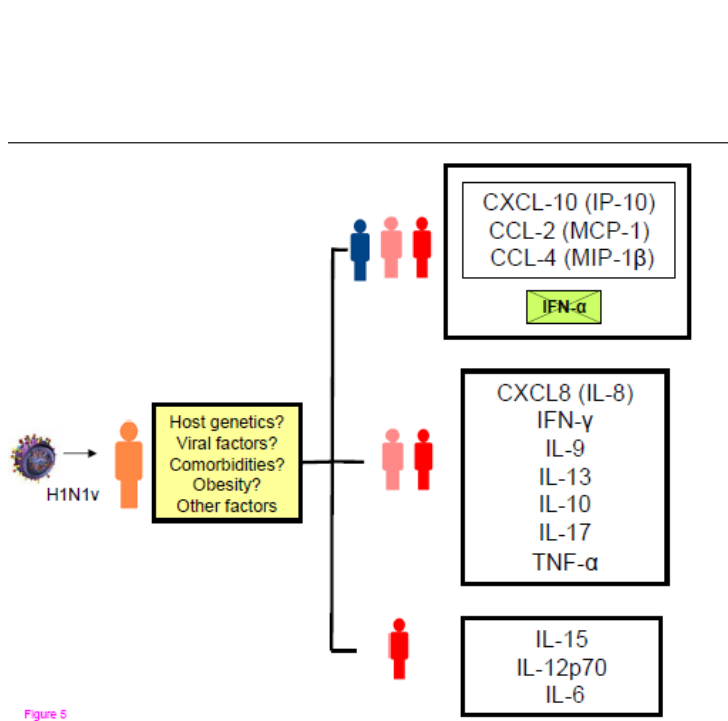 CXCL-10 (IP-10)
CCL-2 (MCP-1)
CCL-4 (MIP-1β)
IFN-α
H1N1v
Host genetics?
Viral factors?
Comorbidities?
Obesity?
Other factors
CXCL8 (IL-8)
IFN-γ
IL-9
IL-13
IL-10
IL-17
TNF-α
IL-15
IL-12p70
IL-6
Figure 5